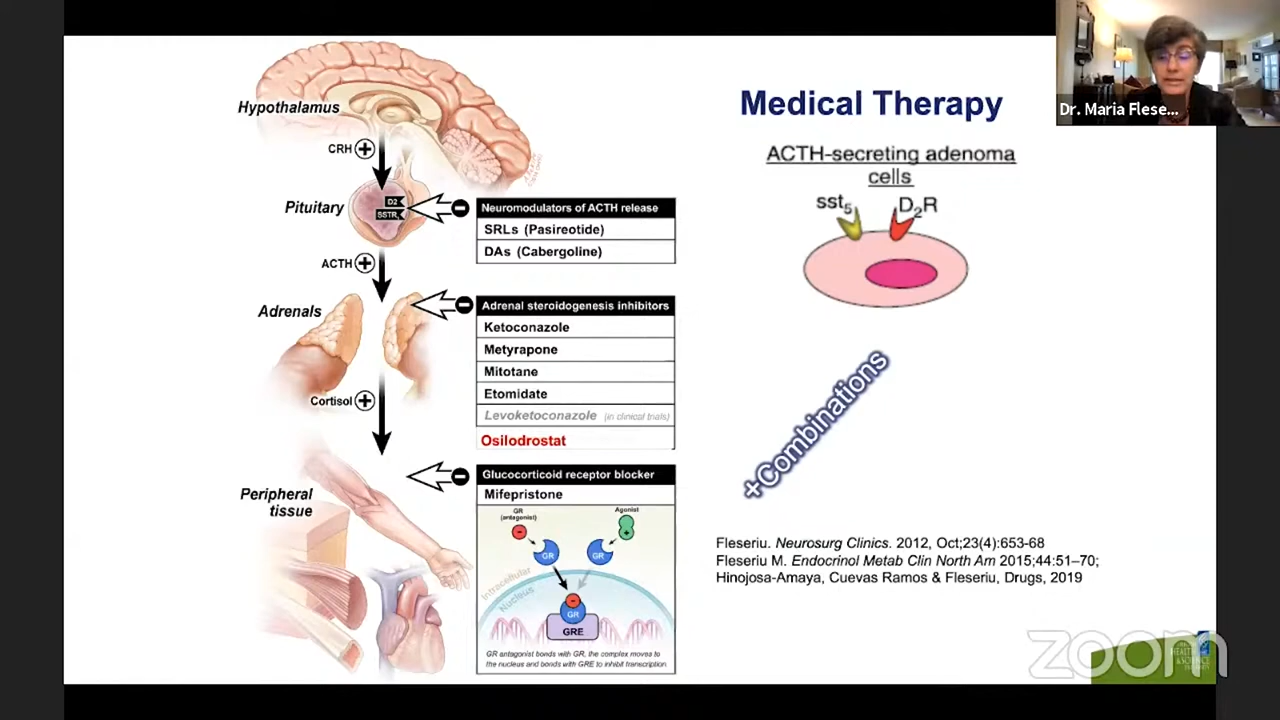 Dr. Maria Flese...
Medical Therapy
Hypothalamus
CRH +
Pituitary
D2
SSTR
ACTH +
Adrenals
Cortisol +
Peripheral
tissue
Neuromodulators of ACTH release
SRLs (Pasireotide)
DAs (Cabergoline)
Adrenal steroidogenesis inhibitors
Ketoconazole
Metyrapone
Mitotane
Etomidate
Levoketoconazole (in clinical trials)
Osilodrostat
Glucocorticoid receptor blocker
Mifepristone
GR
(antagonist)
Agonist
GR
GR
Intracellular
Nucleus
GR
GRE
GR antagonist bonds with GR, the complex moves to
the nucleus and bonds with GRE to inhibit transcription.
ACTH-secreting adenoma
cells
sst5 D2R
+Combinations
Fleseriu. Neurosurg Clinics. 2012, Oct;23(4):653-68
Fleseriu M. Endocrinol Metab Clin North Am 2015;44:51–70;
Hinojosa-Amaya, Cuevas Ramos & Fleseriu, Drugs, 2019
zoom
HEALTH
&SCIENCE